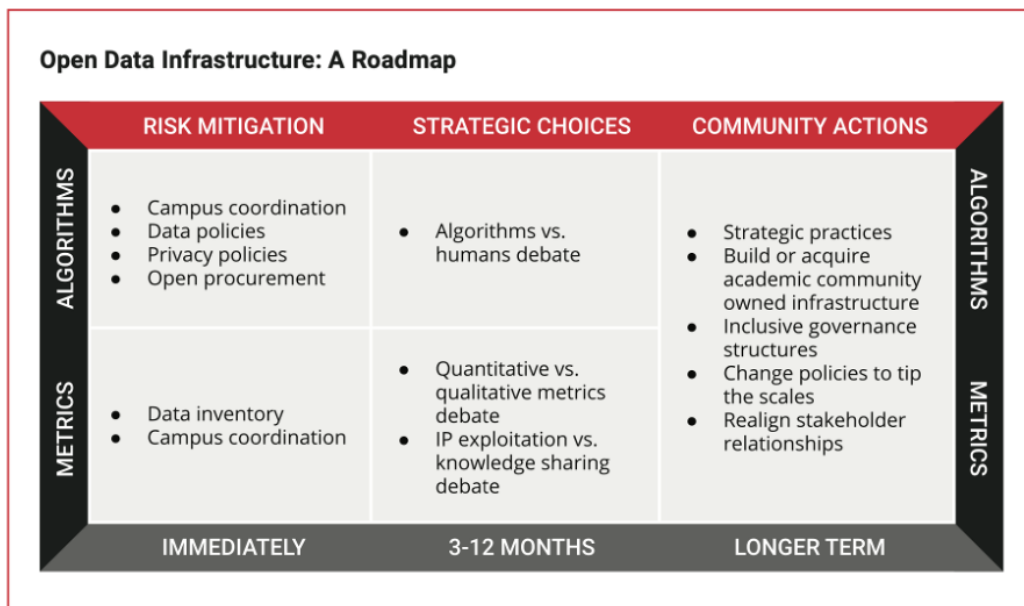 Open Data Infrastructure: A Roadmap
RISK MITIGATION
STRATEGIC CHOICES
COMMUNITY ACTIONS
ALGORITHMS
● Campus coordination
● Data policies
● Privacy policies
● Open procurement
● Algorithms vs.
humans debate
● Strategic practices
● Build or acquire
academic community
owned infrastructure
● Inclusive governance
structures
● Change policies to tip
the scales
● Realign stakeholder
relationships
ALGORITHMS
METRICS
● Data inventory
● Campus coordination
● Quantitative vs.
qualitative metrics
debate
● IP exploitation vs.
knowledge sharing
debate
METRICS
IMMEDIATELY
3-12 MONTHS
LONGER TERM